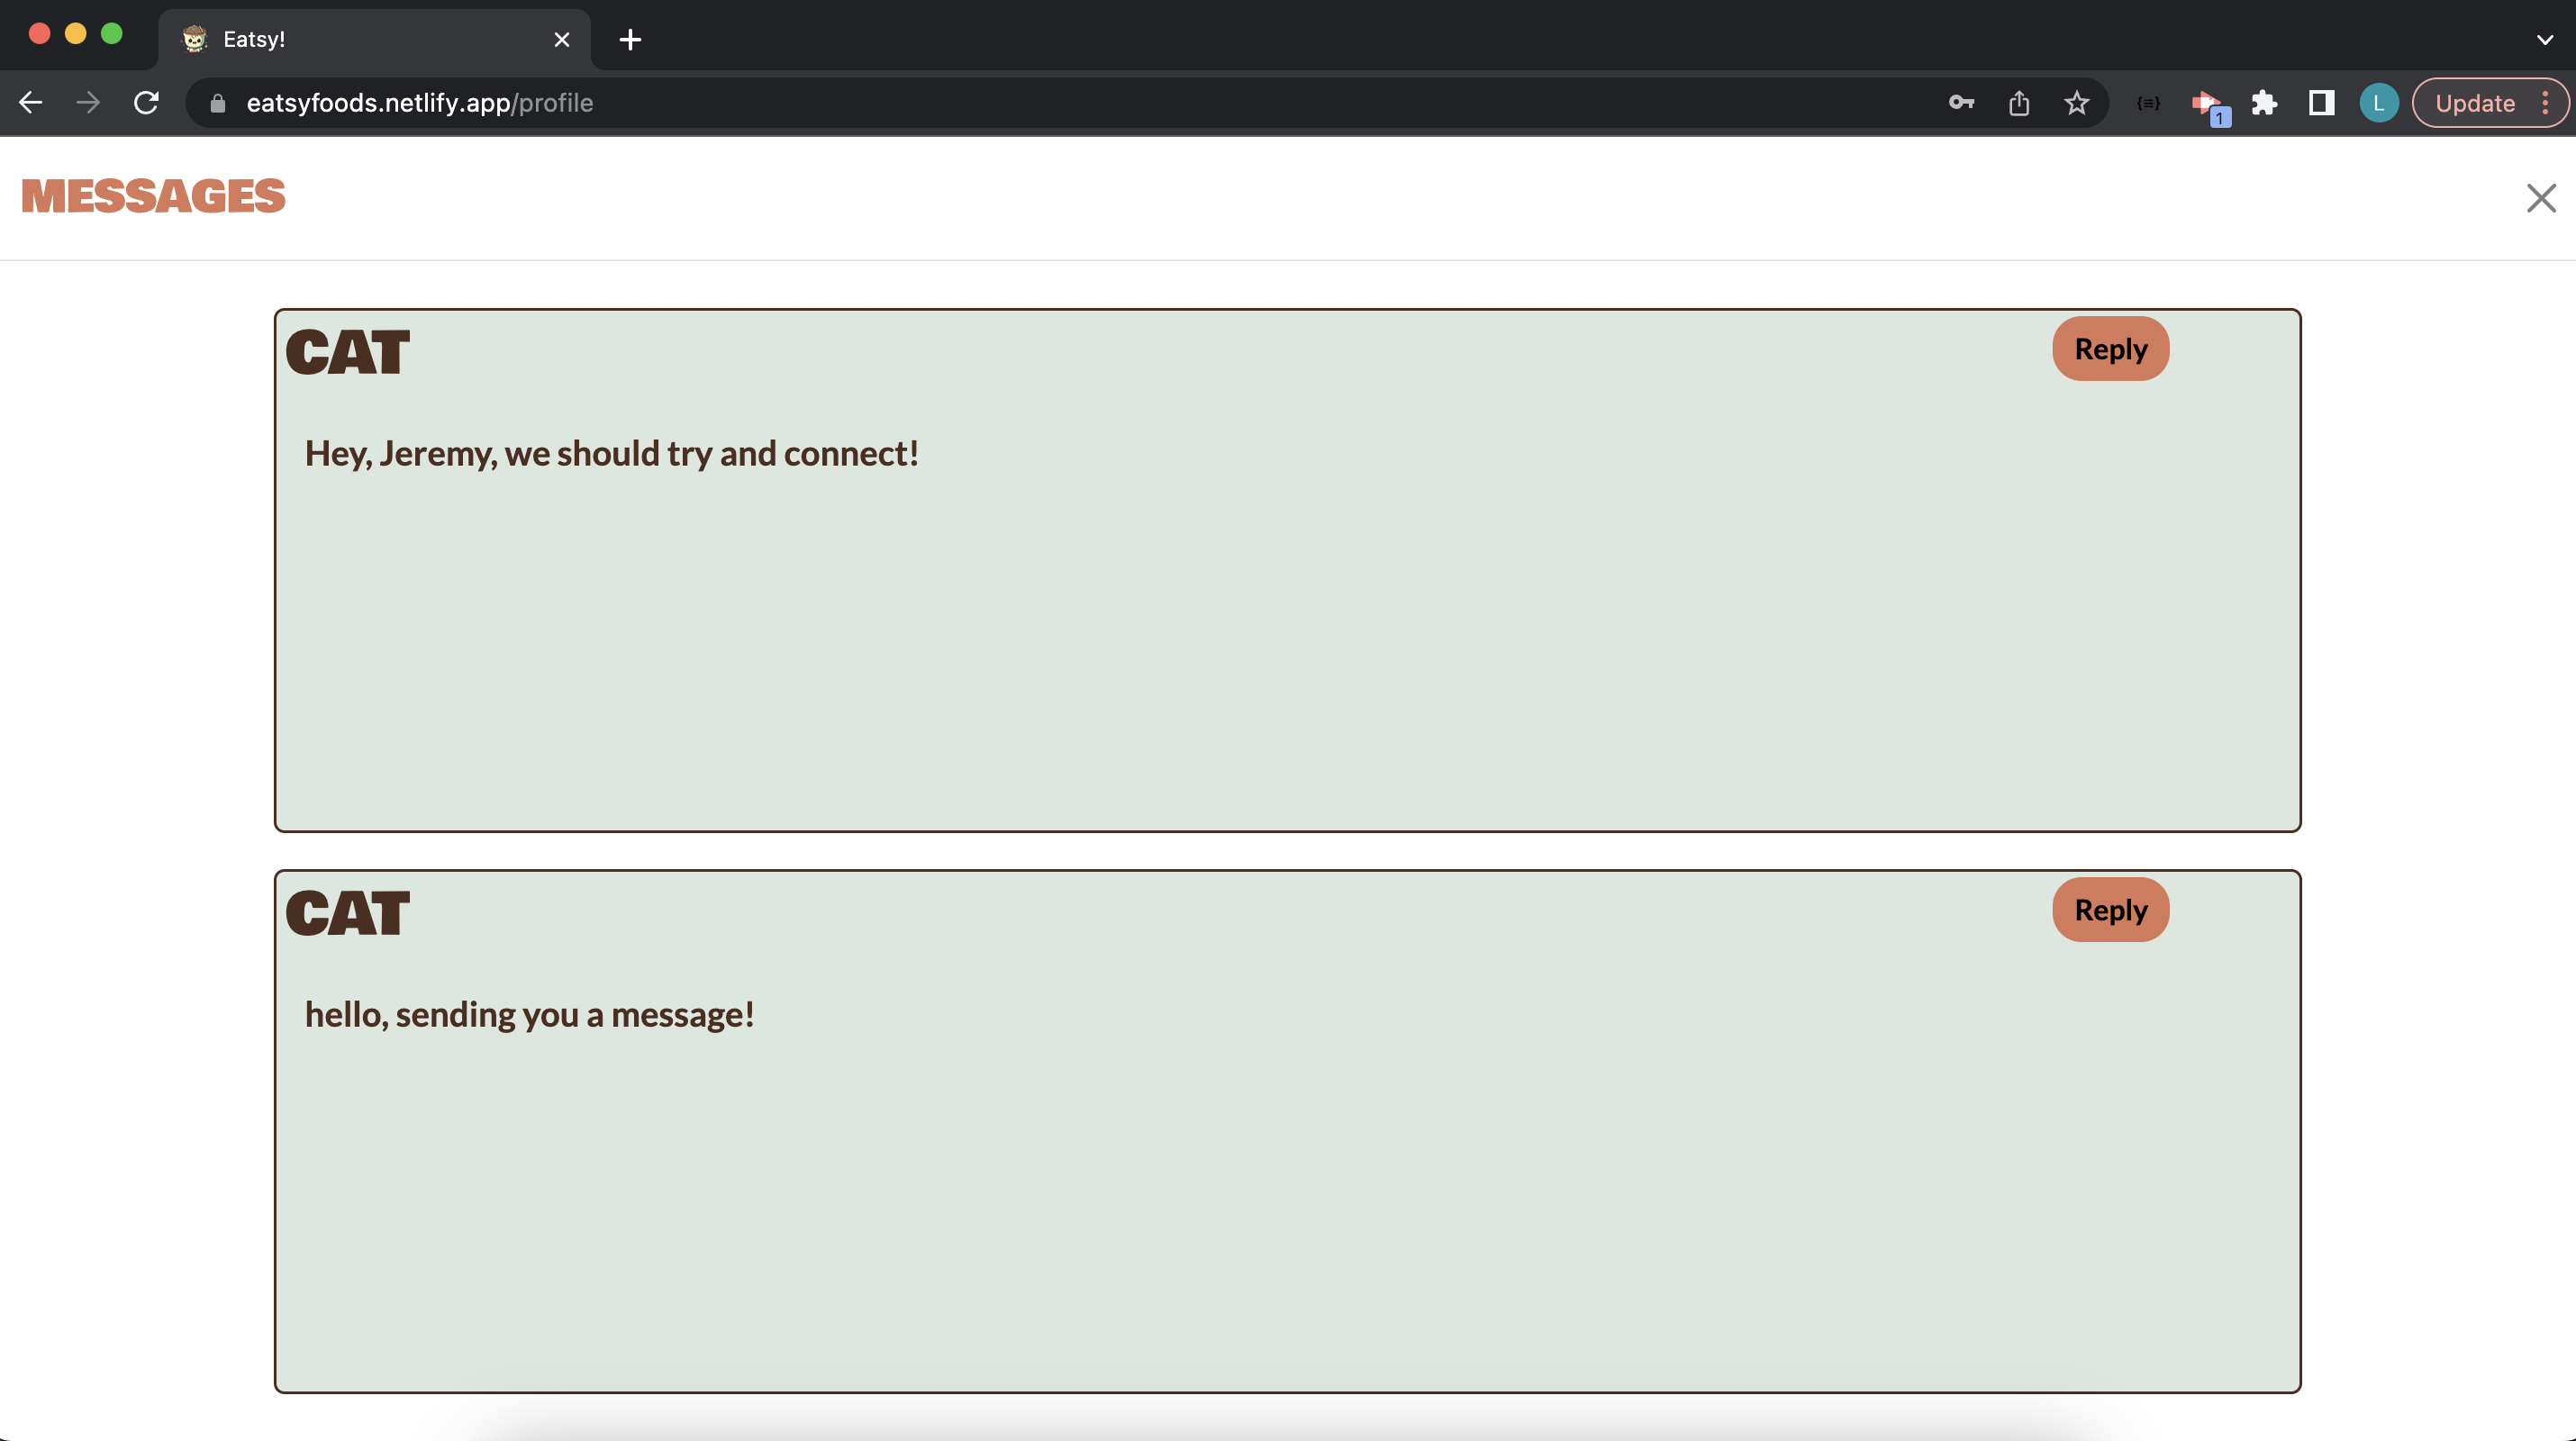 Eatsy!
eatsyfoods.netlify.app/profile
1
L
Update
MESSAGES
CAT
Reply
Hey, Jeremy, we should try and connect!
CAT
Reply
hello, sending you a message!